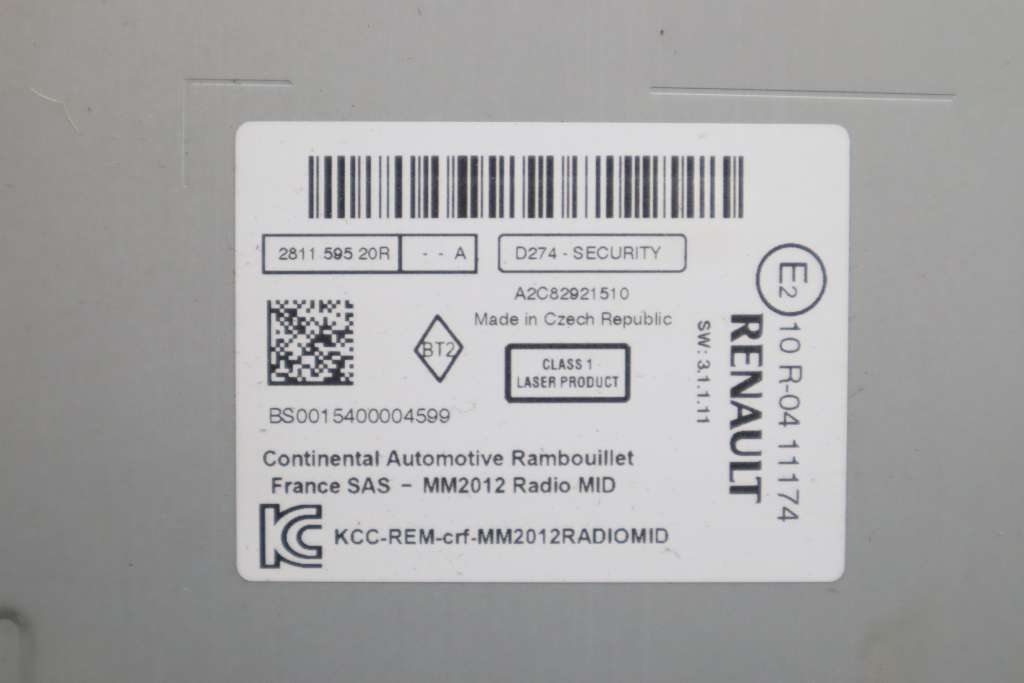 2811 595 20R
- - A
D274 - SECURITY
A2C82921510
Made in Czech Republic
BT2
CLASS 1
LASER PRODUCT
BS0015400004599
Continental Automotive Rambouillet
France SAS - MM2012 Radio MID
KC
KCC-REM-crf-MM2012RADIOMID
SW: 3.1.1.11
RENAULT
E2
10 R-04 11174